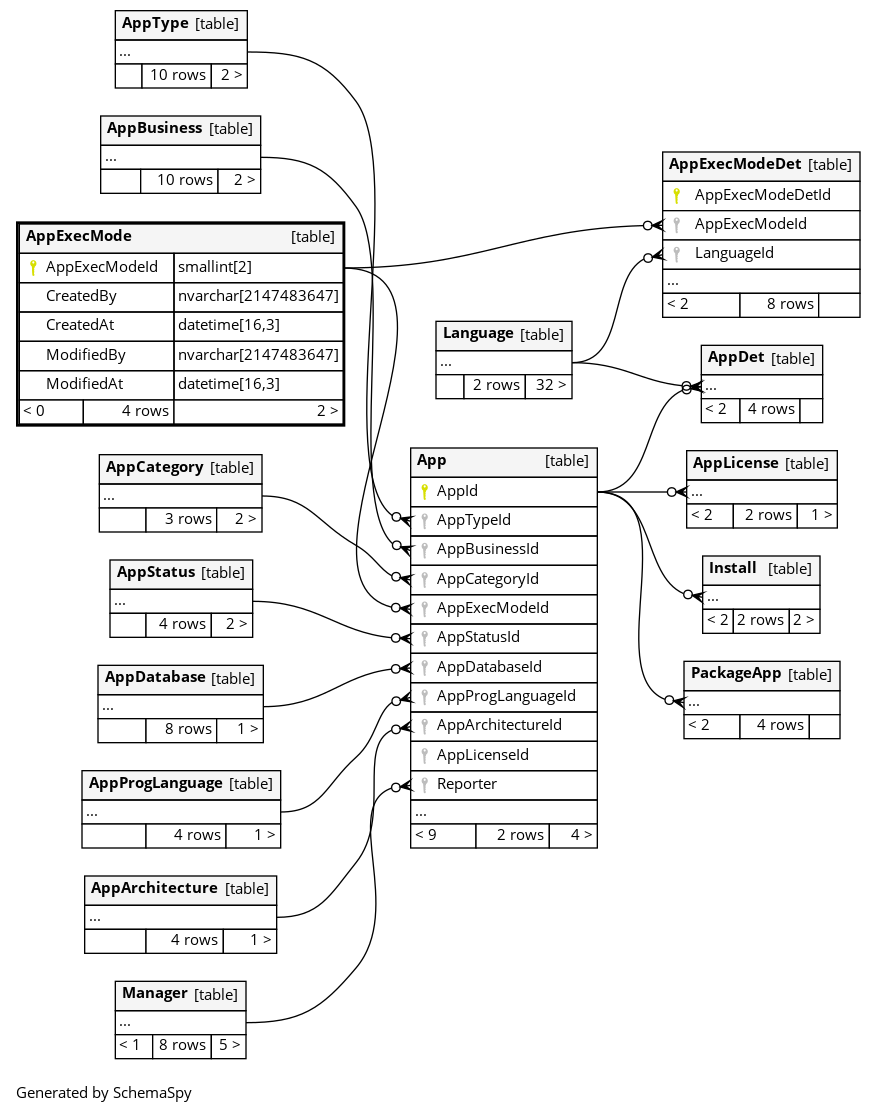 AppType [table]
...
10 rows 2 >
AppBusiness [table]
...
10 rows 2 >
AppExecMode [table]
AppExecModeId smallint[2]
CreatedBy nvarchar[2147483647]
CreatedAt datetime[16,3]
ModifiedBy nvarchar[2147483647]
ModifiedAt datetime[16,3]
< 0 4 rows 2 >
AppCategory [table]
...
3 rows 2 >
AppStatus [table]
...
4 rows 2 >
AppDatabase [table]
...
8 rows 1 >
AppProgLanguage [table]
...
4 rows 1 >
AppArchitecture [table]
...
4 rows 1 >
Manager [table]
...
< 1 8 rows 5 >
Language [table]
...
2 rows 32 >
App [table]
AppId
AppTypeId
AppBusinessId
AppCategoryId
AppExecModeId
AppStatusId
AppDatabaseId
AppProgLanguageId
AppArchitectureId
AppLicenseId
Reporter
...
< 9 2 rows 4 >
AppExecModeDet [table]
AppExecModeDetId
AppExecModeId
LanguageId
...
< 2 8 rows
AppDet [table]
...
< 2 4 rows
AppLicense [table]
...
< 2 2 rows 1 >
Install [table]
...
< 2 2 rows 2 >
PackageApp [table]
...
< 2 4 rows
Generated by SchemaSpy